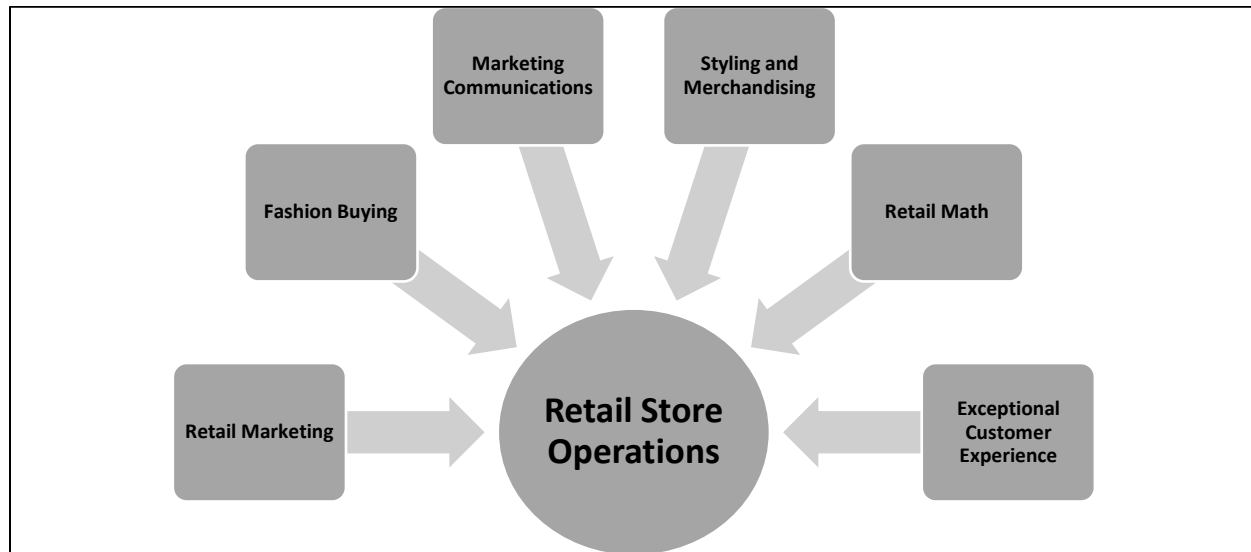 Marketing
Communications
Styling and
Merchandising
Fashion Buying
Retail Math
Retail Marketing
Retail Store
Operations
Exceptional
Customer
Experience